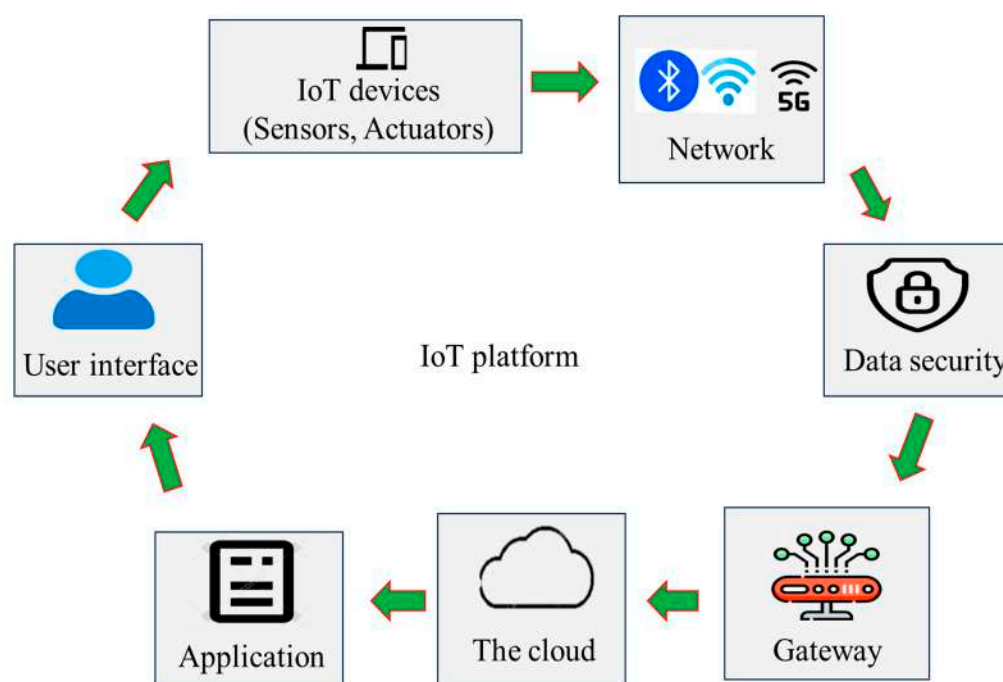 IoT devices
(Sensors, Actuators)
5G
Network
User interface
IoT platform
Data security
Application
The cloud
Gateway